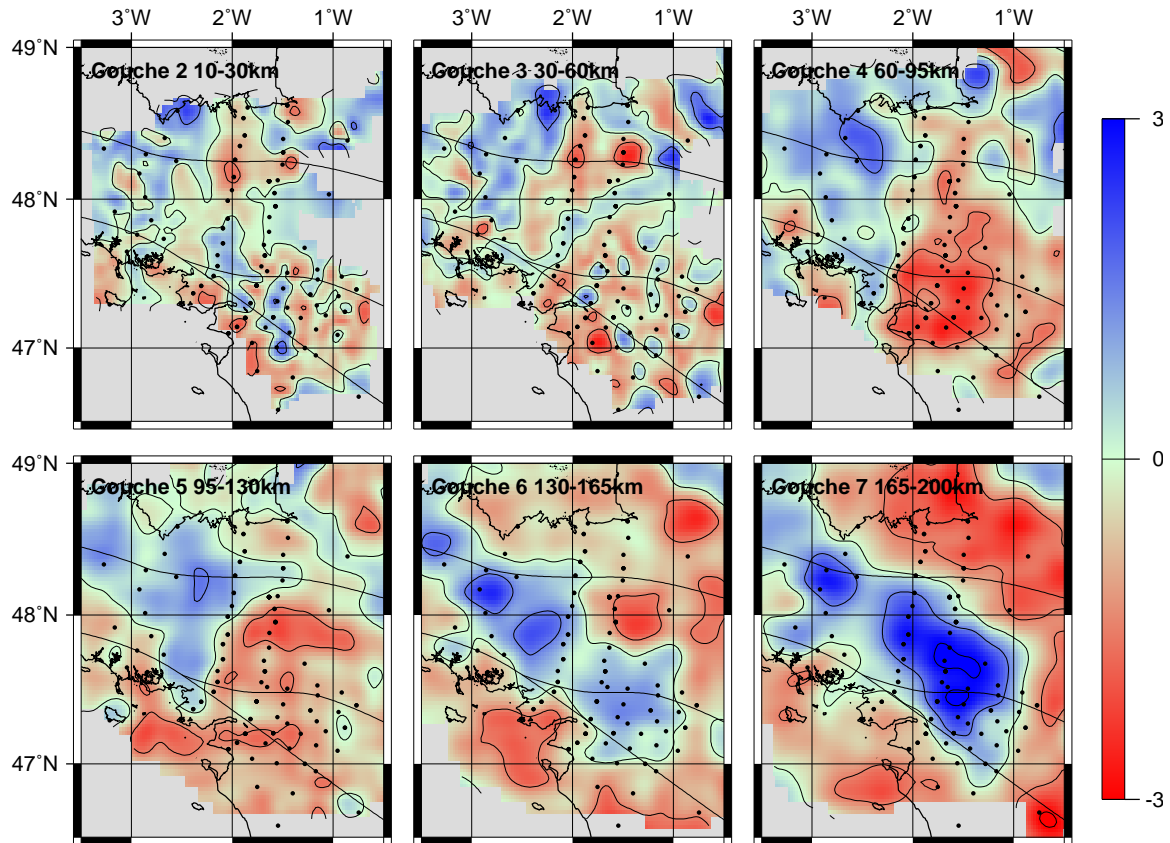 3°W 2°W 1°W 3°W 2°W 1°W 3°W 2°W 1°W
49°N
48°N
47°N
Couche 2 10-30km
Couche 3 30-60km
Couche 4 60-95km
49°N
48°N
47°N
Couche 5 95-130km
Couche 6 130-165km
Couche 7 165-200km
3
0
-3